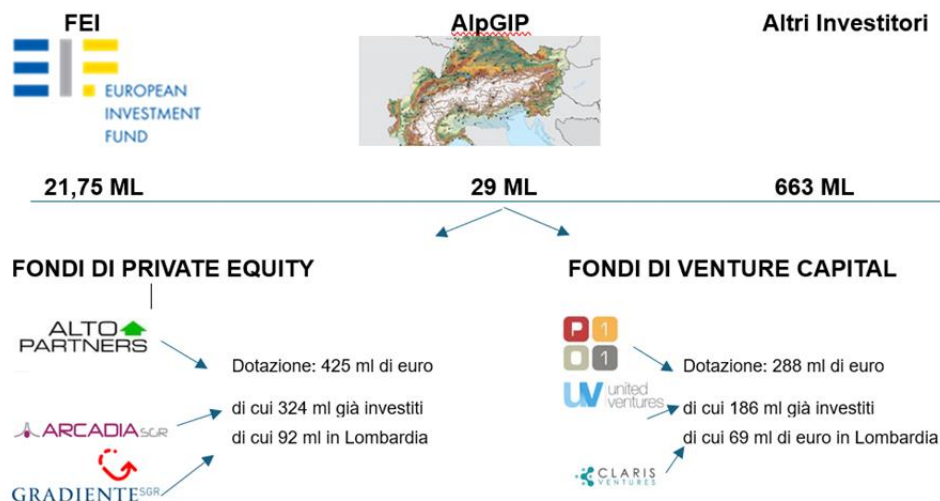 FEI
AlpGIP
Altri Investitori
EUROPEAN
INVESTMENT
FUND
21,75 ML
29 ML
663 ML
FONDI DI PRIVATE EQUITY
ALTO
PARTNERS
Dotazione: 425 ml di euro
ARCADIA SGR
di cui 324 ml già investiti
di cui 92 ml in Lombardia
GRADIENTE SGR
FONDI DI VENTURE CAPITAL
P 1
O 1
Dotazione: 288 ml di euro
UV united
ventures
di cui 186 ml già investiti
di cui 69 ml di euro in Lombardia
CLARIS
VENTURES